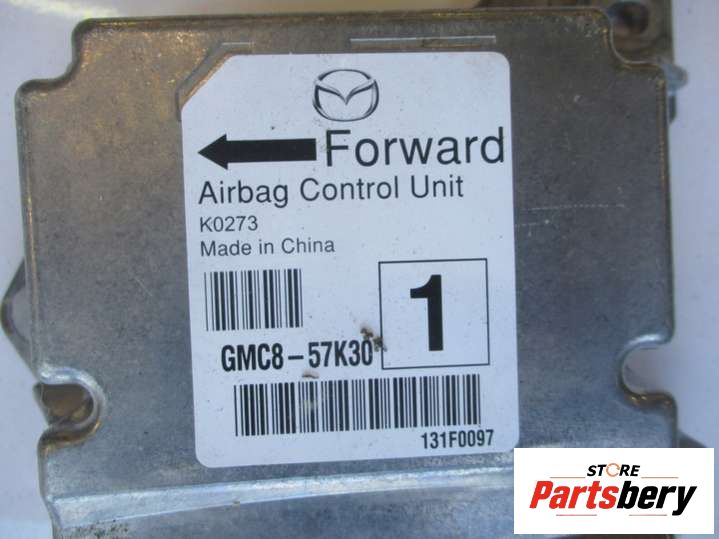 Forward
Airbag Control Unit
K0273
Made in China
1
GMC8-57K30
131F0097
STORE
Partsbery